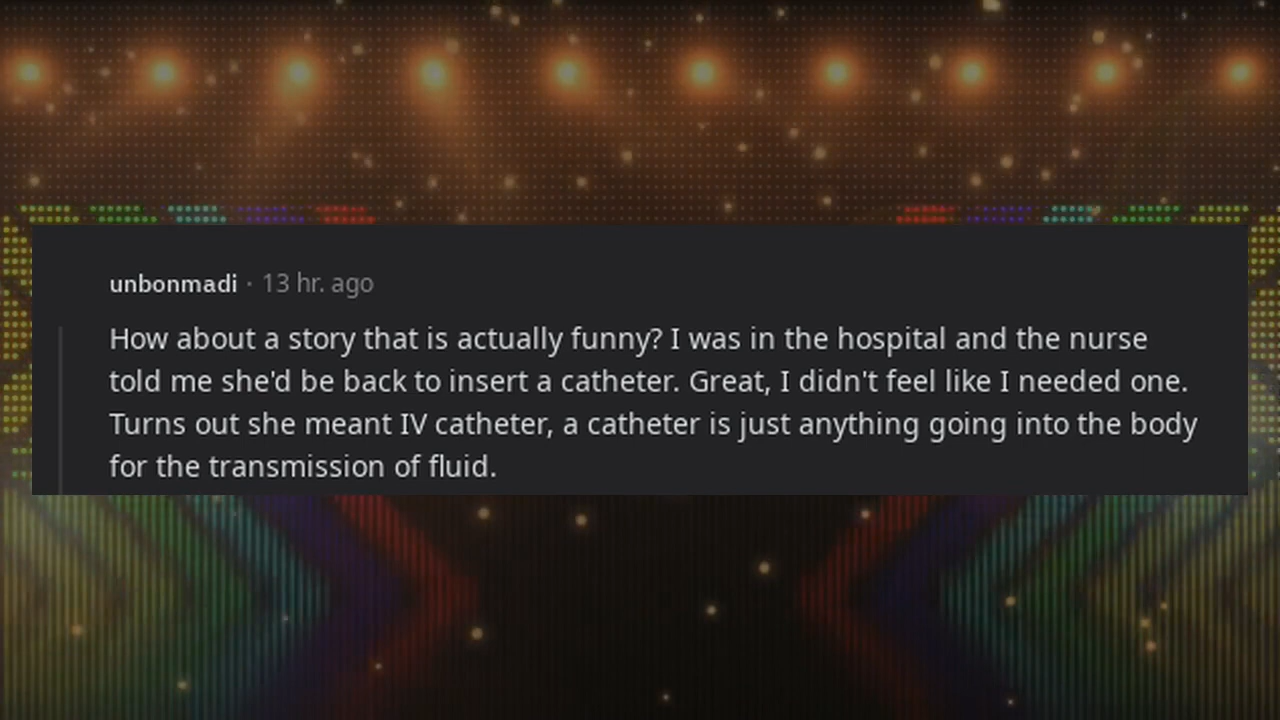 unbonmadi · 13 hr. ago
How about a story that is actually funny? I was in the hospital and the nurse
told me she'd be back to insert a catheter. Great, I didn't feel like I needed one.
Turns out she meant IV catheter, a catheter is just anything going into the body
for the transmission of fluid.